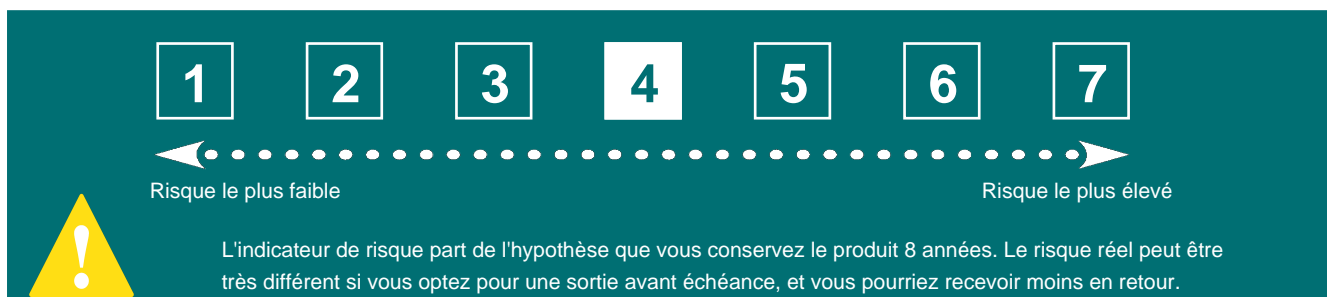 1 2 3 4 5 6 7
Risque le plus faible Risque le plus élevé
!
L'indicateur de risque part de l'hypothèse que vous conservez le produit 8 années. Le risque réel peut être
très différent si vous optez pour une sortie avant échéance, et vous pourriez recevoir moins en retour.